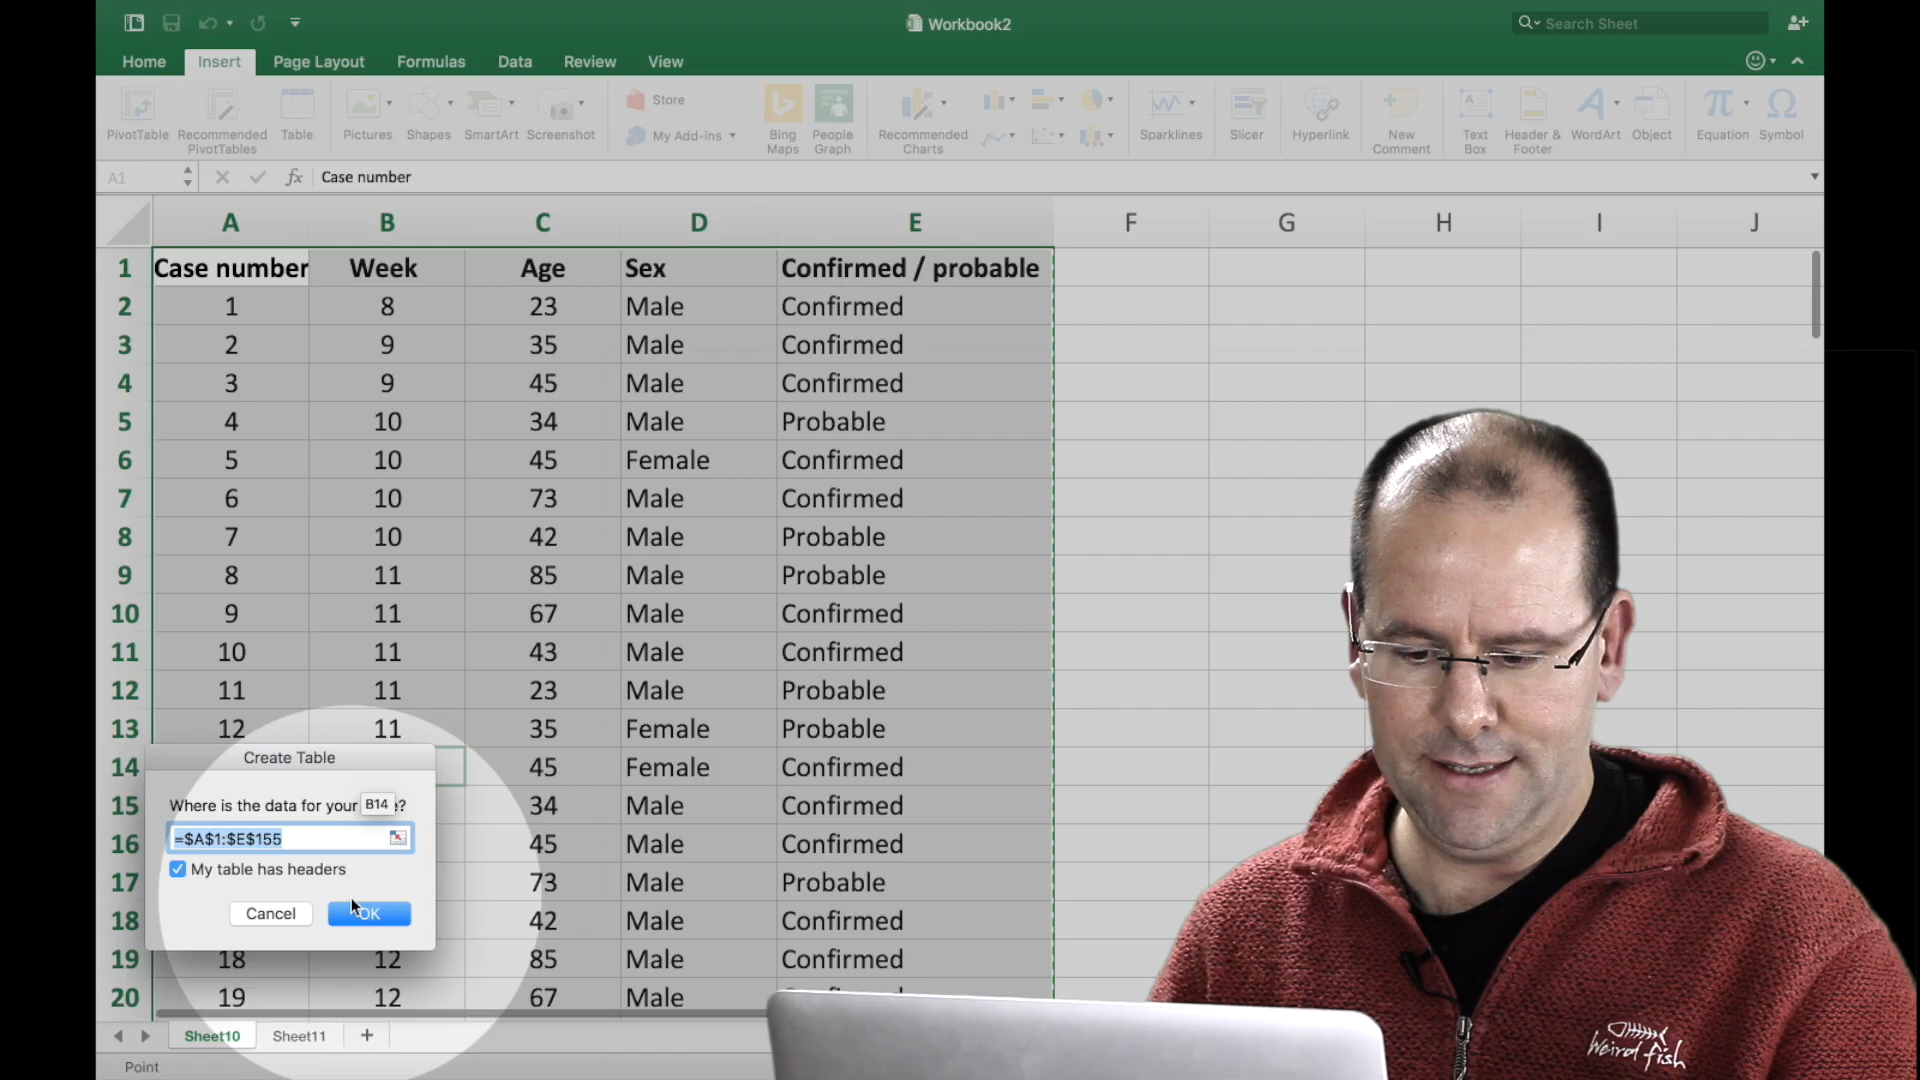 Workbook2
Search Sheet
Home Insert Page Layout Formulas Data Review View
PivotTable Recommended PivotTables Table Pictures Shapes SmartArt Screenshot Store My Add-ins Bing Maps People Graph Recommended Charts Sparklines Slicer Hyperlink New Comment Text Box Header & Footer WordArt Object Equation Symbol
A1 fx Case number
A B C D E F G H I J
1 Case number Week Age Sex Confirmed / probable
2 1 8 23 Male Confirmed
3 2 9 35 Male Confirmed
4 3 9 45 Male Confirmed
5 4 10 34 Male Probable
6 5 10 45 Female Confirmed
7 6 10 73 Male Confirmed
8 7 10 42 Male Probable
9 8 11 85 Male Probable
10 9 11 67 Male Confirmed
11 10 11 43 Male Confirmed
12 11 11 23 Male Probable
13 12 11 35 Female Probable
14 45 Female Confirmed
15 34 Male Confirmed
16 45 Male Confirmed
17 73 Male Probable
18 42 Male Confirmed
19 18 12 85 Male Confirmed
20 19 12 67 Male
Create Table
Where is the data for your
B14
=$A$1:$E$155
My table has headers
Cancel OK
Sheet10 Sheet11 +
Point
Weird fish